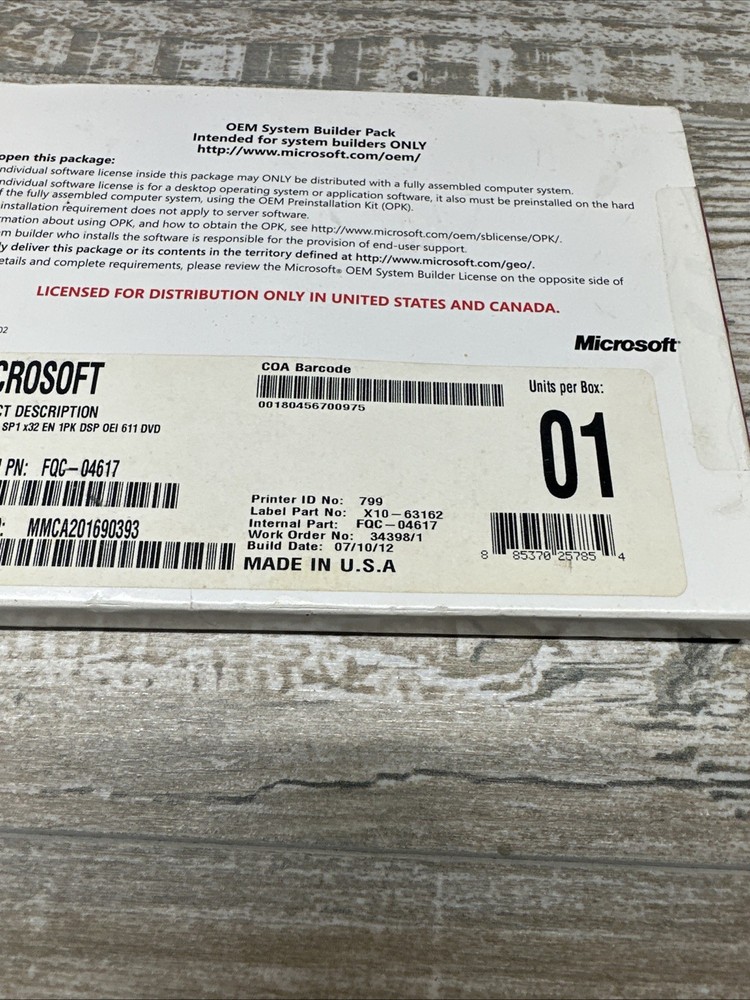 OEM System Builder Pack
Intended for system builders ONLY
http://www.microsoft.com/oem/
open this package:
ndividual software license inside this package may ONLY be distributed with a fully assembled computer system.
ndividual software license is for a desktop operating system or application software, it also must be preinstalled on the hard
f the fully assembled computer system, using the OEM Preinstallation Kit (OPK).
installation requirement does not apply to server software.
rmation about using OPK, and how to obtain the OPK, see http://www.microsoft.com/oem/sblicense/OPK/.
m builder who installs the software is responsible for the provision of end-user support.
ly deliver this package or its contents in the territory defined at http://www.microsoft.com/geo/.
etails and complete requirements, please review the Microsoft® OEM System Builder License on the opposite side of
LICENSED FOR DISTRIBUTION ONLY IN UNITED STATES AND CANADA.
02
Microsoft
CROSOFT
CT DESCRIPTION
SP1 x32 EN 1PK DSP OEI 611 DVD
PN: FQC-04617
: MMCA201690393
COA Barcode
00180456700975
Printer ID No: 799
Label Part No: X10-63162
Internal Part: FQC-04617
Work Order No: 34398/1
Build Date: 07/10/12
MADE IN U.S.A
Units per Box:
01
8 85370 25785 4